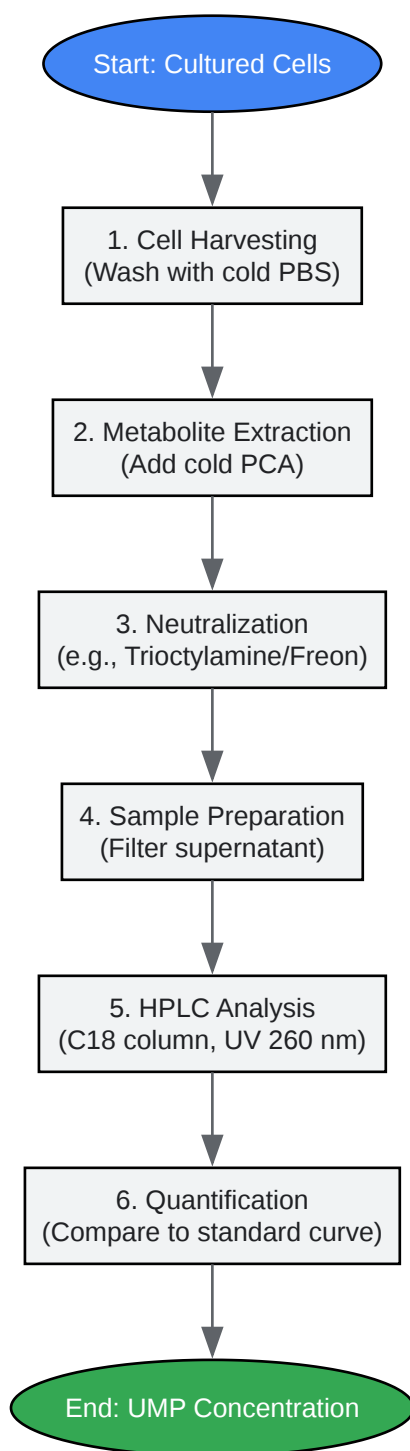 Start: Cultured Cells
1. Cell Harvesting
(Wash with cold PBS)
2. Metabolite Extraction
(Add cold PCA)
3. Neutralization
(e.g., Trioctylamine/Freon)
4. Sample Preparation
(Filter supernatant)
5. HPLC Analysis
(C18 column, UV 260 nm)
6. Quantification
(Compare to standard curve)
End: UMP Concentration